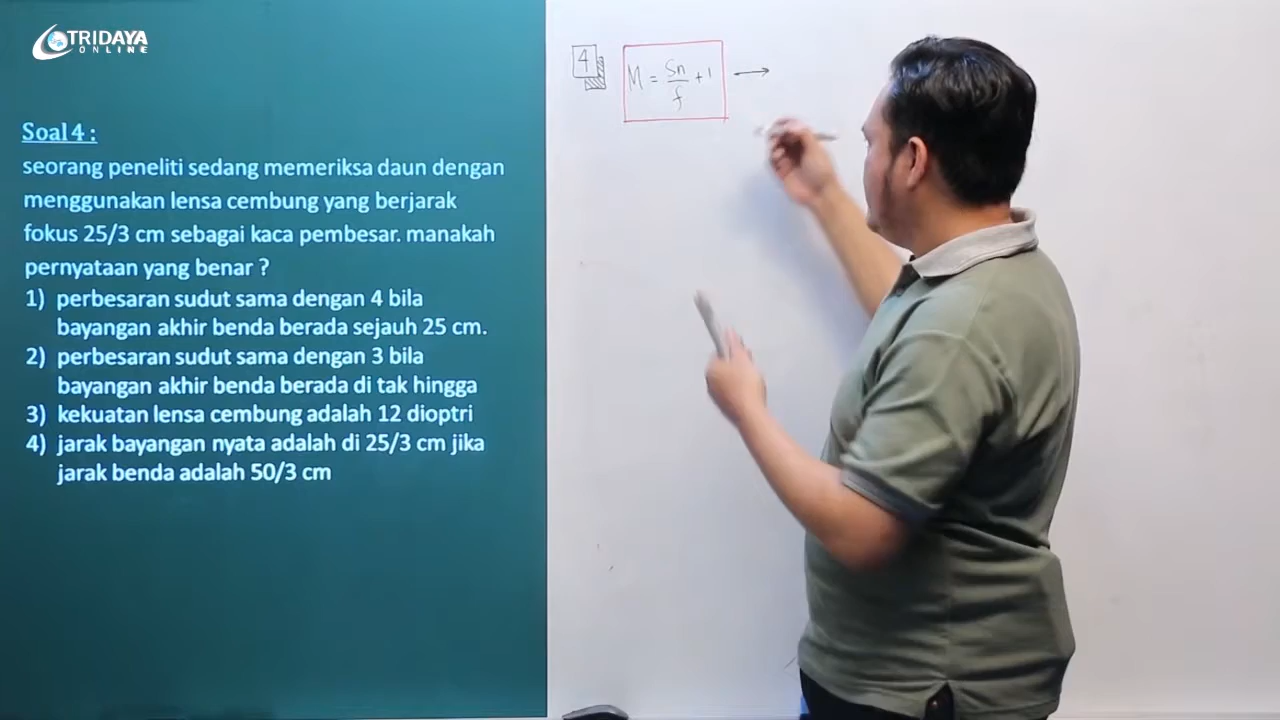 TRIDAYA
ONLINE
Soal 4 :
seorang peneliti sedang memeriksa daun dengan
menggunakan lensa cembung yang berjarak
fokus 25/3 cm sebagai kaca pembesar. manakah
pernyataan yang benar ?
1) perbesaran sudut sama dengan 4 bila
bayangan akhir benda berada sejauh 25 cm.
2) perbesaran sudut sama dengan 3 bila
bayangan akhir benda berada di tak hingga
3) kekuatan lensa cembung adalah 12 dioptri
4) jarak bayangan nyata adalah di 25/3 cm jika
jarak benda adalah 50/3 cm
4
M = Sn/f + 1 →